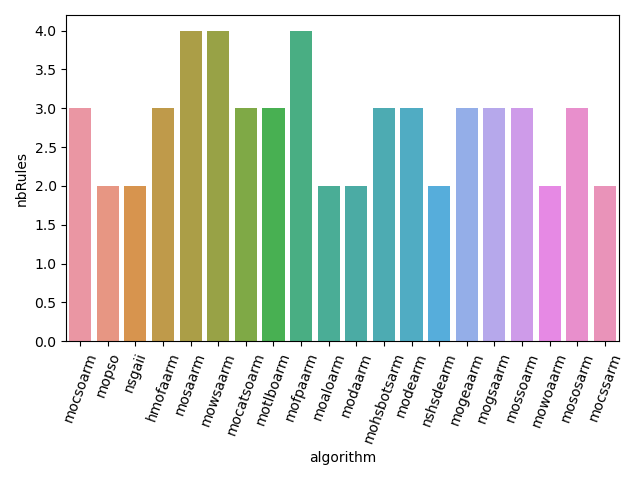 4.0
3.5
3.0
2.5
2.0
1.5
1.0
0.5
0.0
nbRules
mocsoarm
mopso
nsgaii
hmofaarm
mosaarm
mowsaarm
mocatsoarm
motlboarm
mofpaarm
moaloarm
modaarm
mohsbotsarm
modearm
nshsdearm
mogeaarm
mogsaarm
mossoarm
mowoaarm
mososarm
mocssarm
algorithm